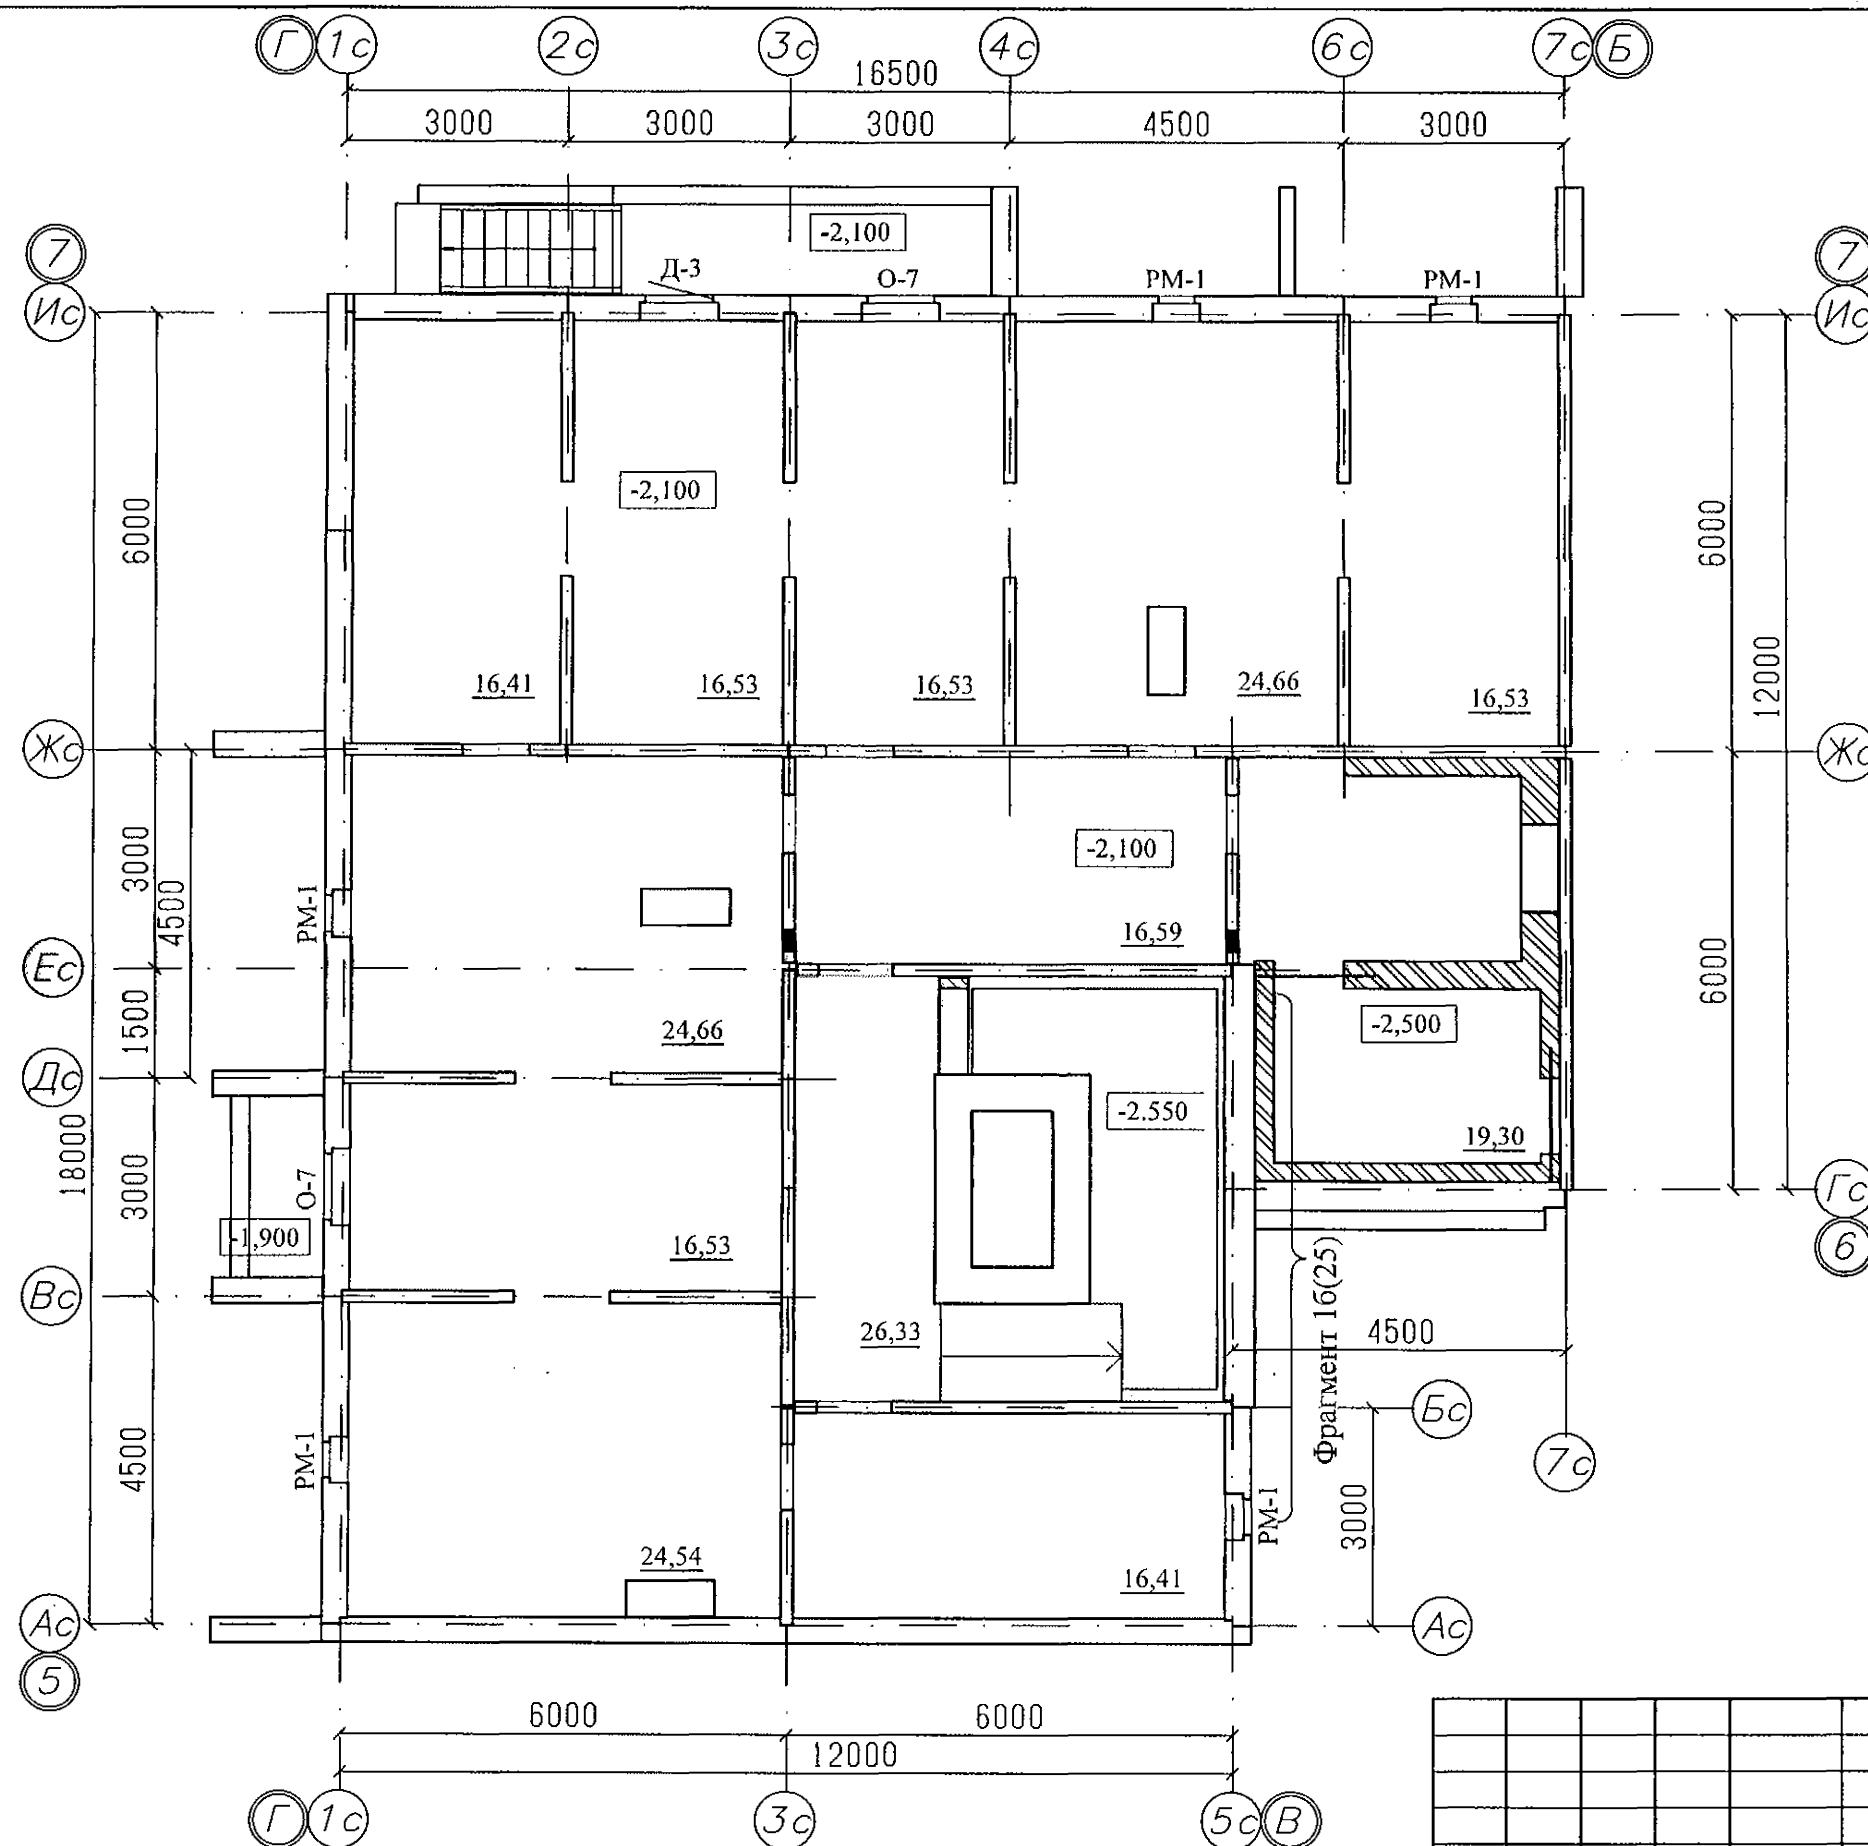 Г 1с 2с 3с 4с 6с 7с Б
16500
3000 3000 3000 4500 3000
-2,100
7 7
Д-3 О-7 РМ-1 РМ-1
Ис Ис
-2,100
6000 6000
12000
16,41 16,53 16,53 24,66 16,53
Жс Жс
3000
4500
-2,100
РМ-1
16,59
Ес
6000
1500
24,66
-2,500
Дс
-2.550
18000
19,30
3000
О-7
Гс
-1,900
16,53
6
Вс
26,33
Фрагмент 1б(25)
4500
Бс
4500
РМ-1
7с
3000
РМ-1
24,54
16,41
Ас Ас
5
6000 6000
12000
Г 1с 3с 5с В